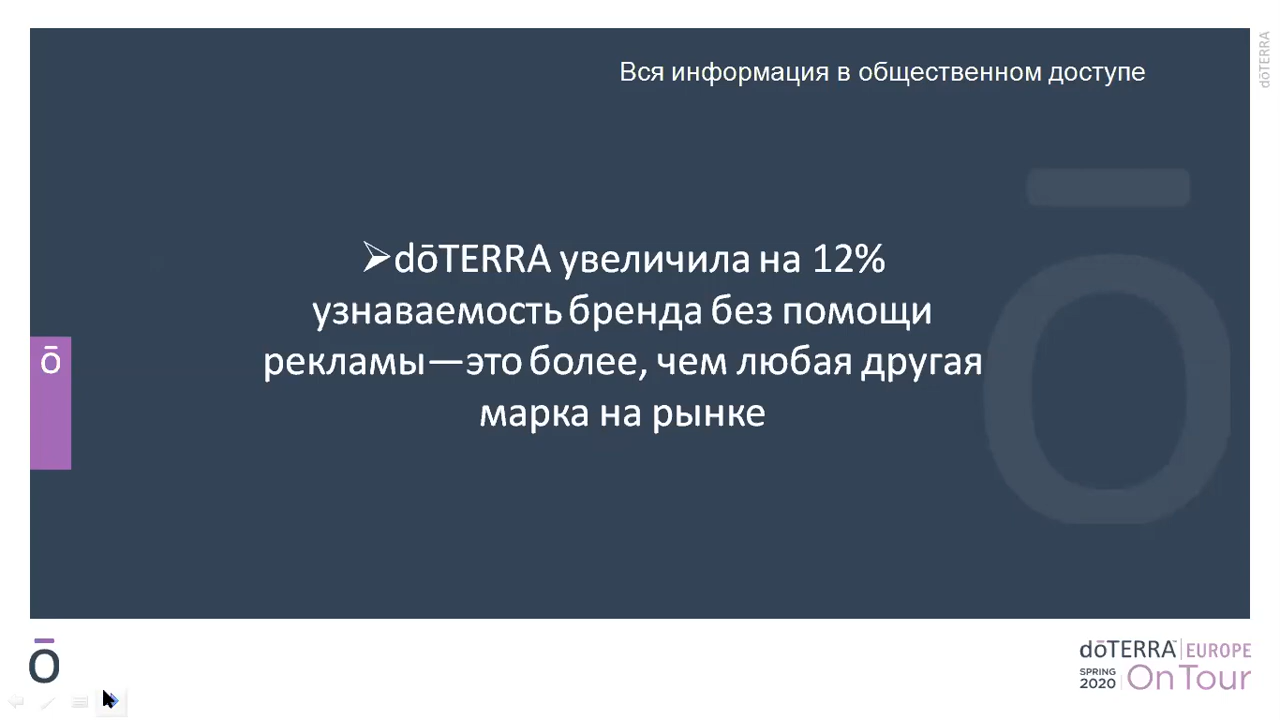 Вся информация в общественном доступе
dōTERRA
➢dōTERRA увеличила на 12%
узнаваемость бренда без помощи
рекламы—это более, чем любая другая
марка на рынке
ō
ō
dōTERRA™|EUROPE
SPRING
2020|On Tour